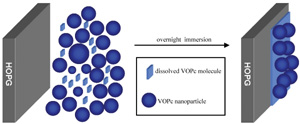 HOPG
overnight immersion
dissolved VOPc molecule
VOPc nanoparticle
HOPG